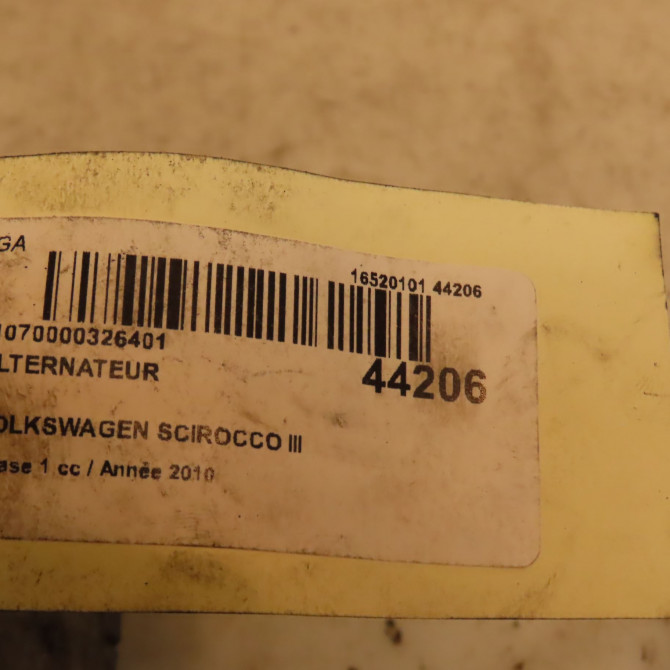 GA
16520101 44206
1070000326401
LTERNATEUR
44206
OLKSWAGEN SCIROCCO III
ase 1 cc / Année 2010